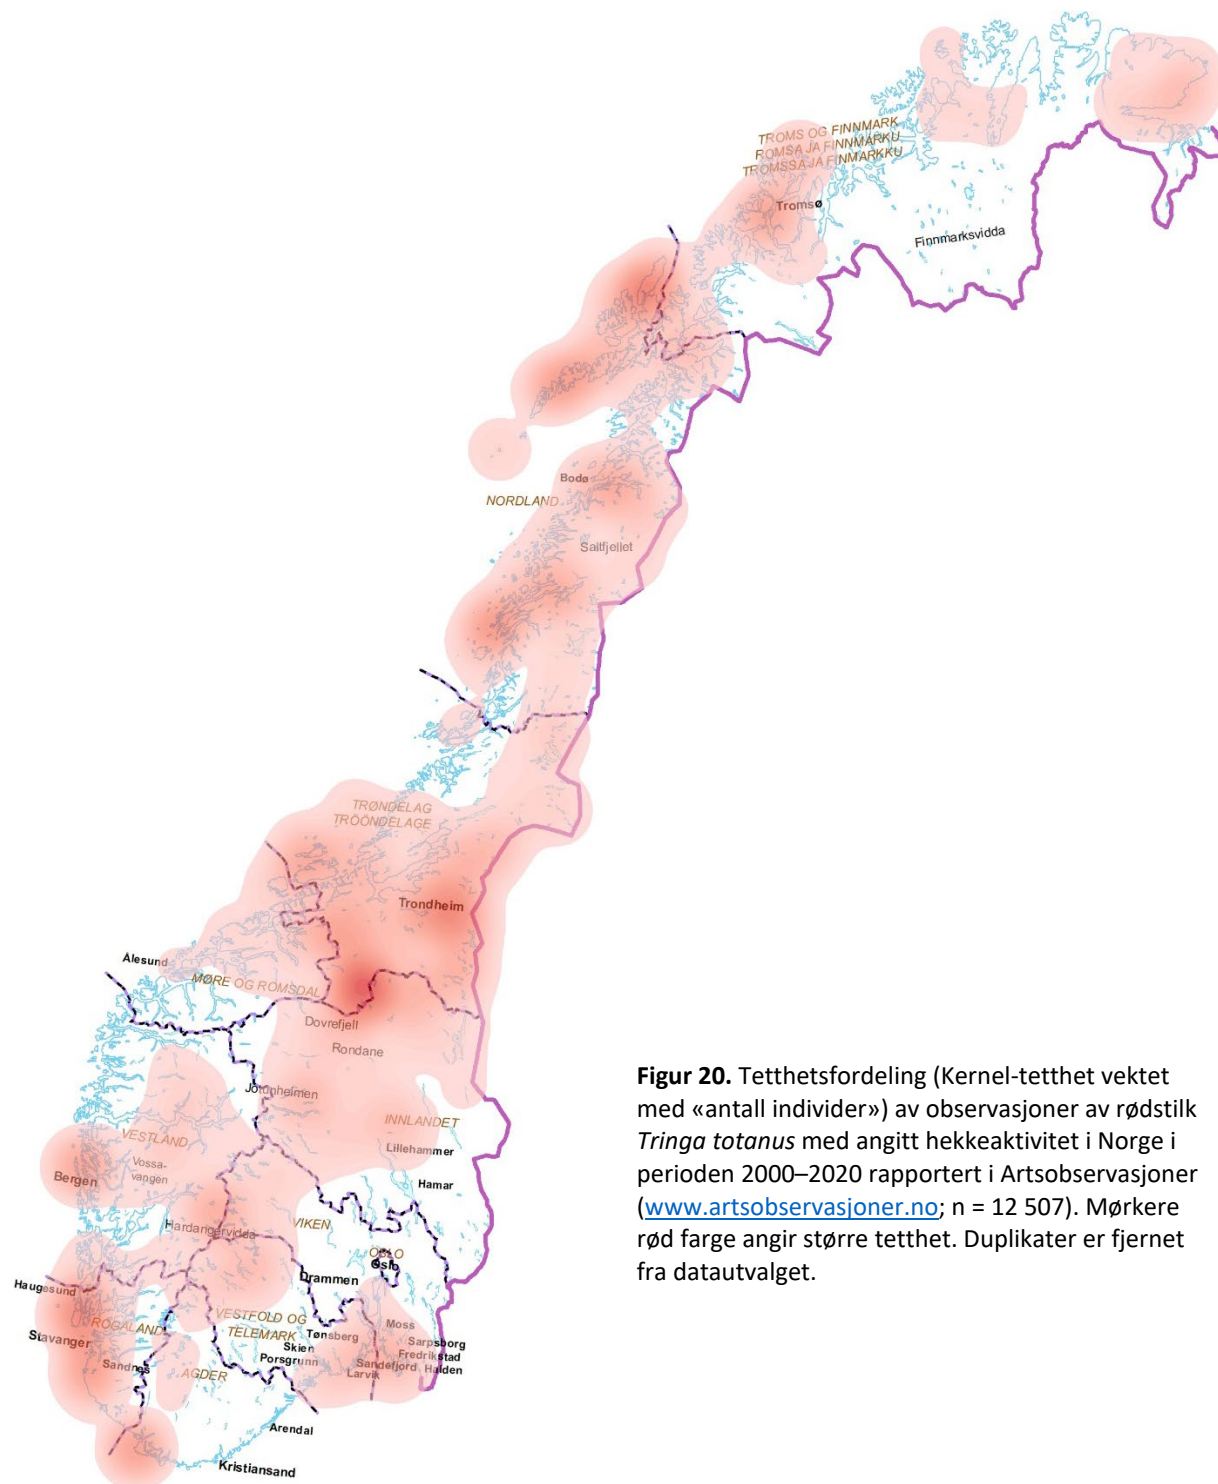 TROMS OG FINNMARK
ROMSA JA FINNMÁRKU
TROMSSA JA FINMARKKU
Tromsø
Finnmarksvidda
Bodø
NORDLAND
Saltfjellet
TRØNDELAG
TRÖÖNDELAGE
Trondheim
Ålesund
MØRE OG ROMSDAL
Dovrefjell
Rondane
Jotunheimen
INNLANDET
VESTLAND
Lillehammer
Vossa-
vangen
Bergen
Hamar
Hardangervidda
VIKEN
OSLO
Oslo
Drammen
Haugesund
ROGALAND
VESTFOLD OG
TELEMARK
Moss
Stavanger
Tønsberg
Sarpsborg
Skien
Fredrikstad
Porsgrunn
Sandefjord
Halden
Sandnes
Larvik
AGDER
Arendal
Kristiansand
Figur 20. Tetthetsfordeling (Kernel-tetthet vektet
med «antall individer») av observasjoner av rødstilk
Tringa totanus med angitt hekkeaktivitet i Norge i
perioden 2000–2020 rapportert i Artsobservasjoner
(www.artsobservasjoner.no; n = 12 507). Mørkere
rød farge angir større tetthet. Duplikater er fjernet
fra datautvalget.